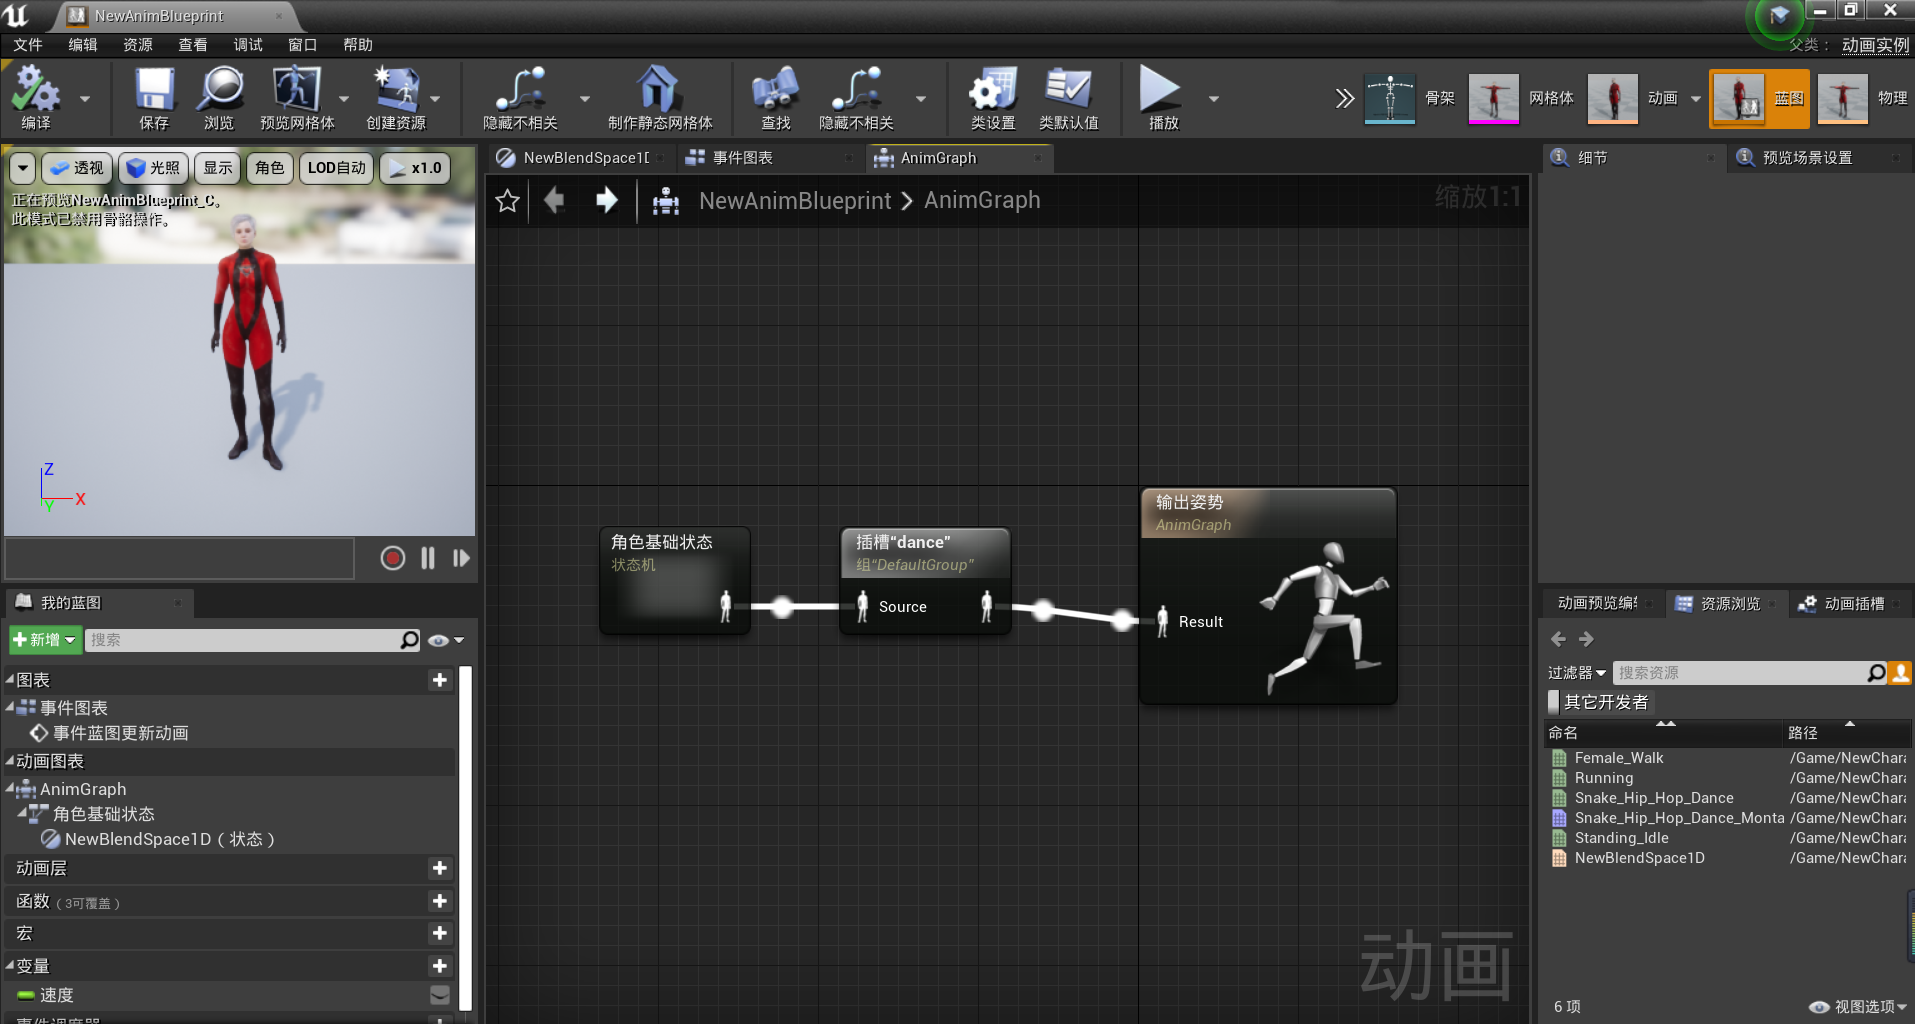 NewAnimBlueprint
文件 编辑 资源 查看 调试 窗口 帮助
父类： 动画实例
编译 保存 浏览 预览网格体 创建资源 隐藏不相关 制作静态网格体 查找 隐藏不相关 类设置 类默认值 播放
骨架 网格体 动画 蓝图 物理
透视 光照 显示 角色 LOD自动 x1.0
正在预览NewAnimBlueprint_C。
此模式已禁用骨骼操作。
Z
X
Y
我的蓝图
新增 搜索
图表
事件图表
事件蓝图更新动画
动画图表
AnimGraph
角色基础状态
NewBlendSpace1D（状态）
动画层
函数（3可覆盖）
宏
变量
速度
事件调度器
NewBlendSpace1D 事件图表 AnimGraph
NewAnimBlueprint AnimGraph
缩放1:1
角色基础状态
状态机
插槽“dance”
组“DefaultGroup”
Source
输出姿势
AnimGraph
Result
动画
细节 预览场景设置
动画预览编辑 资源浏览 动画插槽
过滤器 搜索资源
其它开发者
命名 路径
Female_Walk /Game/NewChara
Running /Game/NewChara
Snake_Hip_Hop_Dance /Game/NewChara
Snake_Hip_Hop_Dance_Monta /Game/NewChara
Standing_Idle /Game/NewChara
NewBlendSpace1D /Game/NewChara
6 项 视图选项